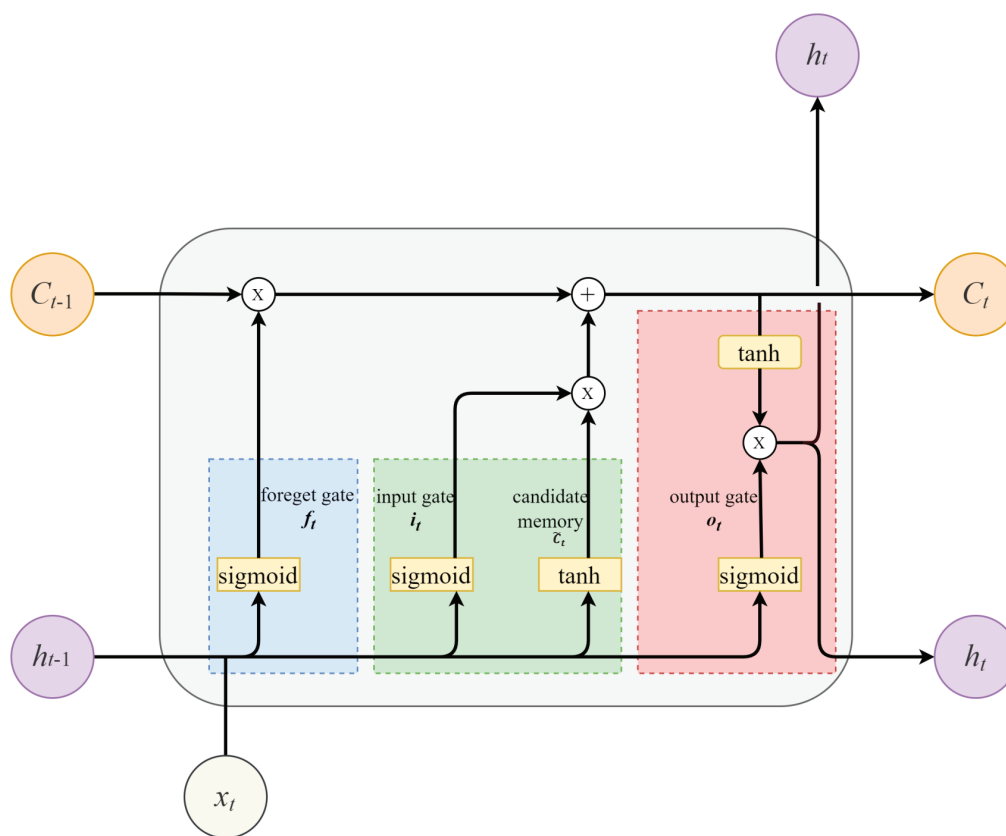 hₜ
Cₜ₋₁
X
+
Cₜ
tanh
X
X
foreget gate
fₜ
input gate
iₜ
candidate
memory
c̃ₜ
output gate
oₜ
sigmoid
sigmoid
tanh
sigmoid
hₜ₋₁
hₜ
xₜ